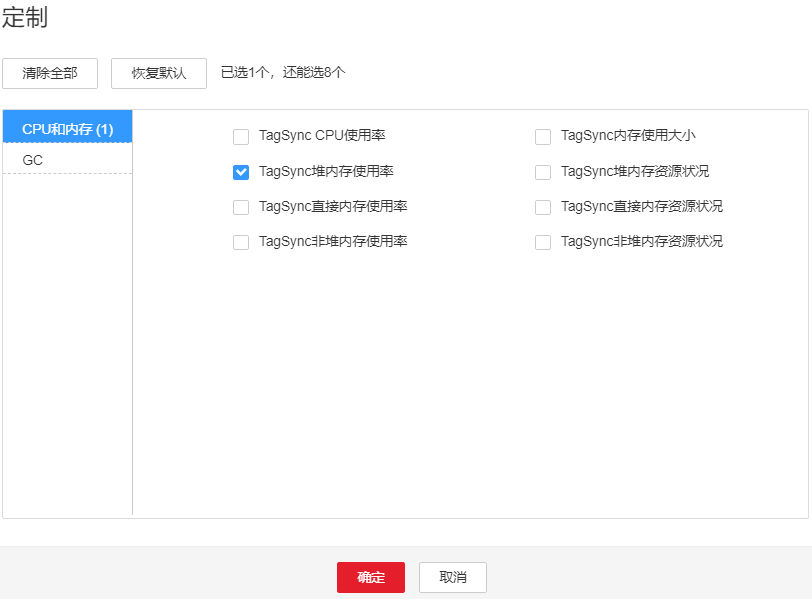 定制
清除全部 恢复默认 已选1个，还能选8个
CPU和内存 (1)
GC
TagSync CPU使用率 TagSync内存使用大小
TagSync堆内存使用率 TagSync堆内存资源状况
TagSync直接内存使用率 TagSync直接内存资源状况
TagSync非堆内存使用率 TagSync非堆内存资源状况
确定 取消